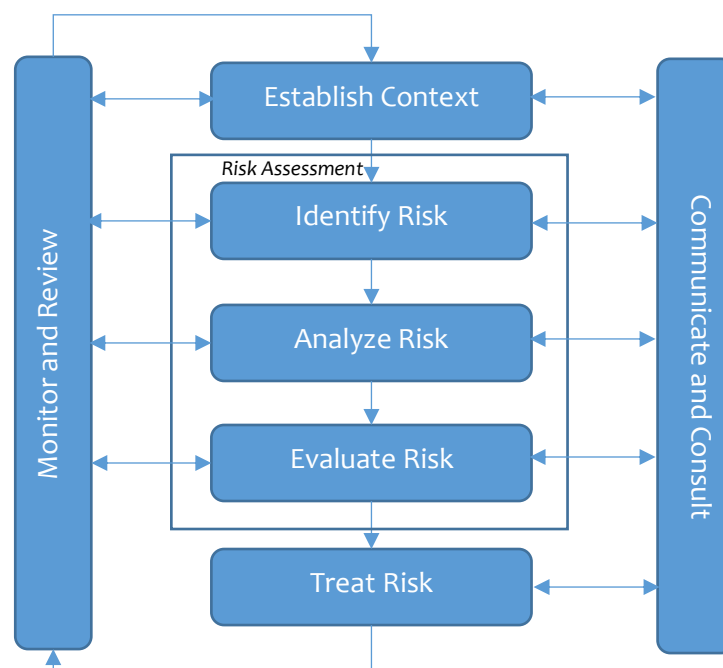 Establish Context
Risk Assessment
Identify Risk
Analyze Risk
Evaluate Risk
Treat Risk
Monitor and Review
Communicate and Consult